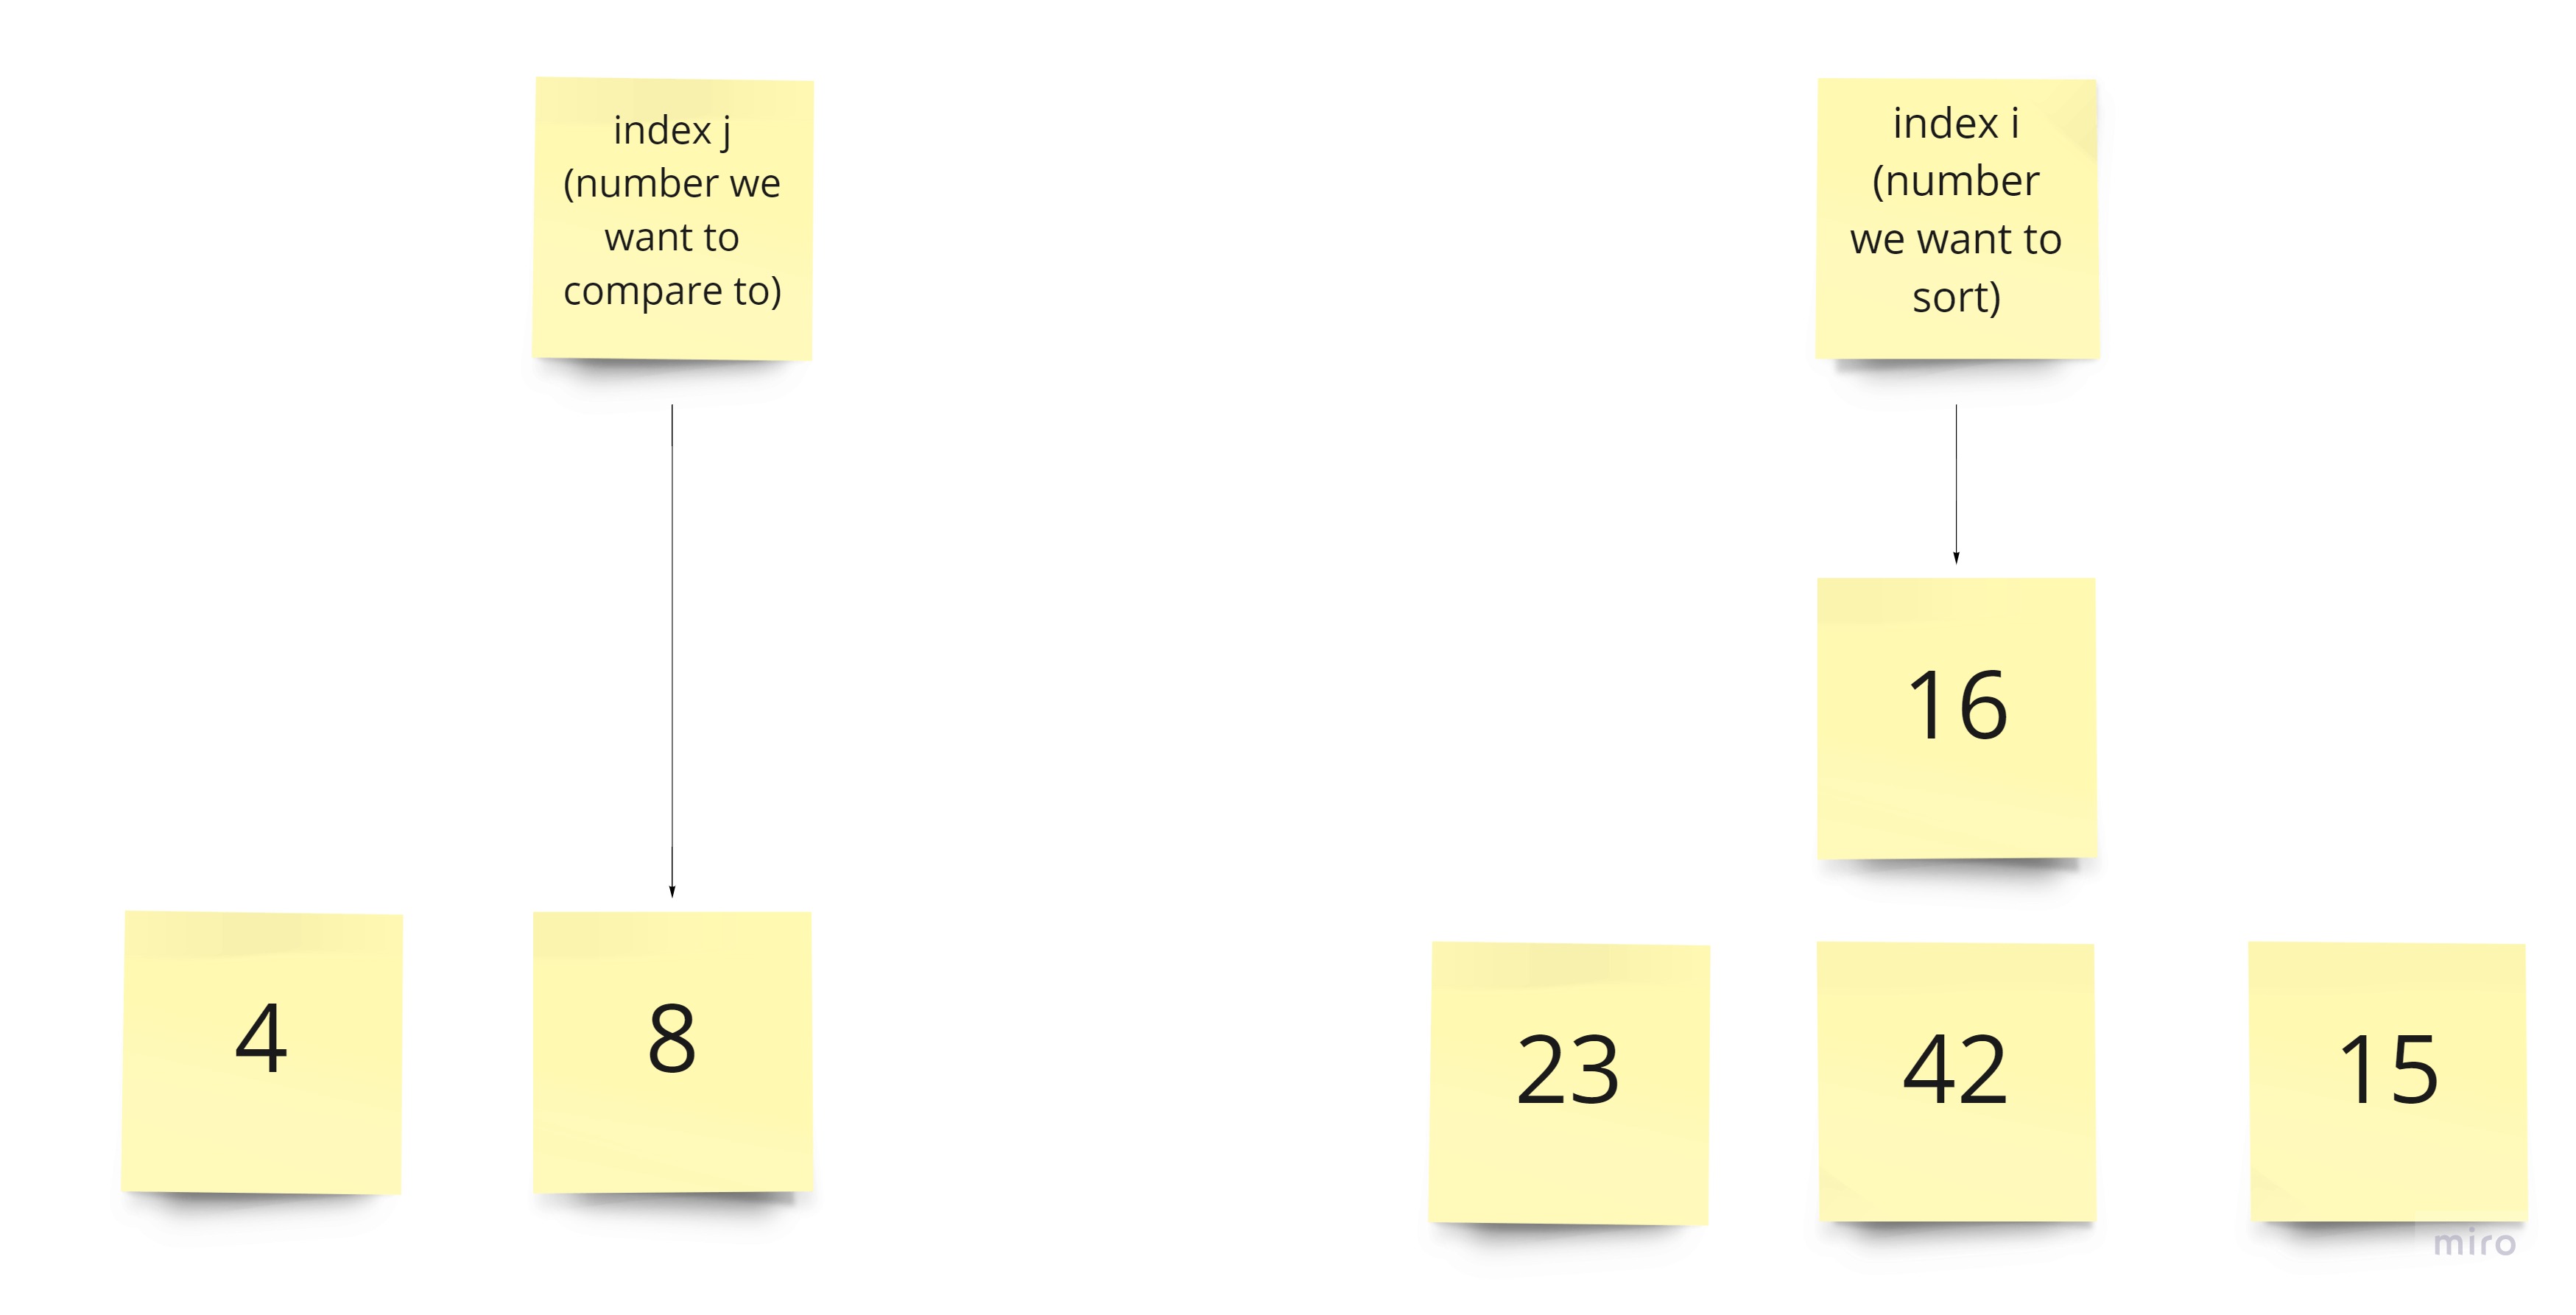 index j
(number we
want to
compare to)
index i
(number
we want to
sort)
16
4
8
23
42
15
miro